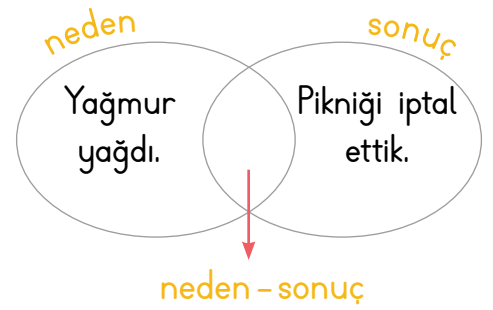 neden
sonuç
Yağmur
yağdı.
Pikniği iptal
ettik.
neden – sonuç